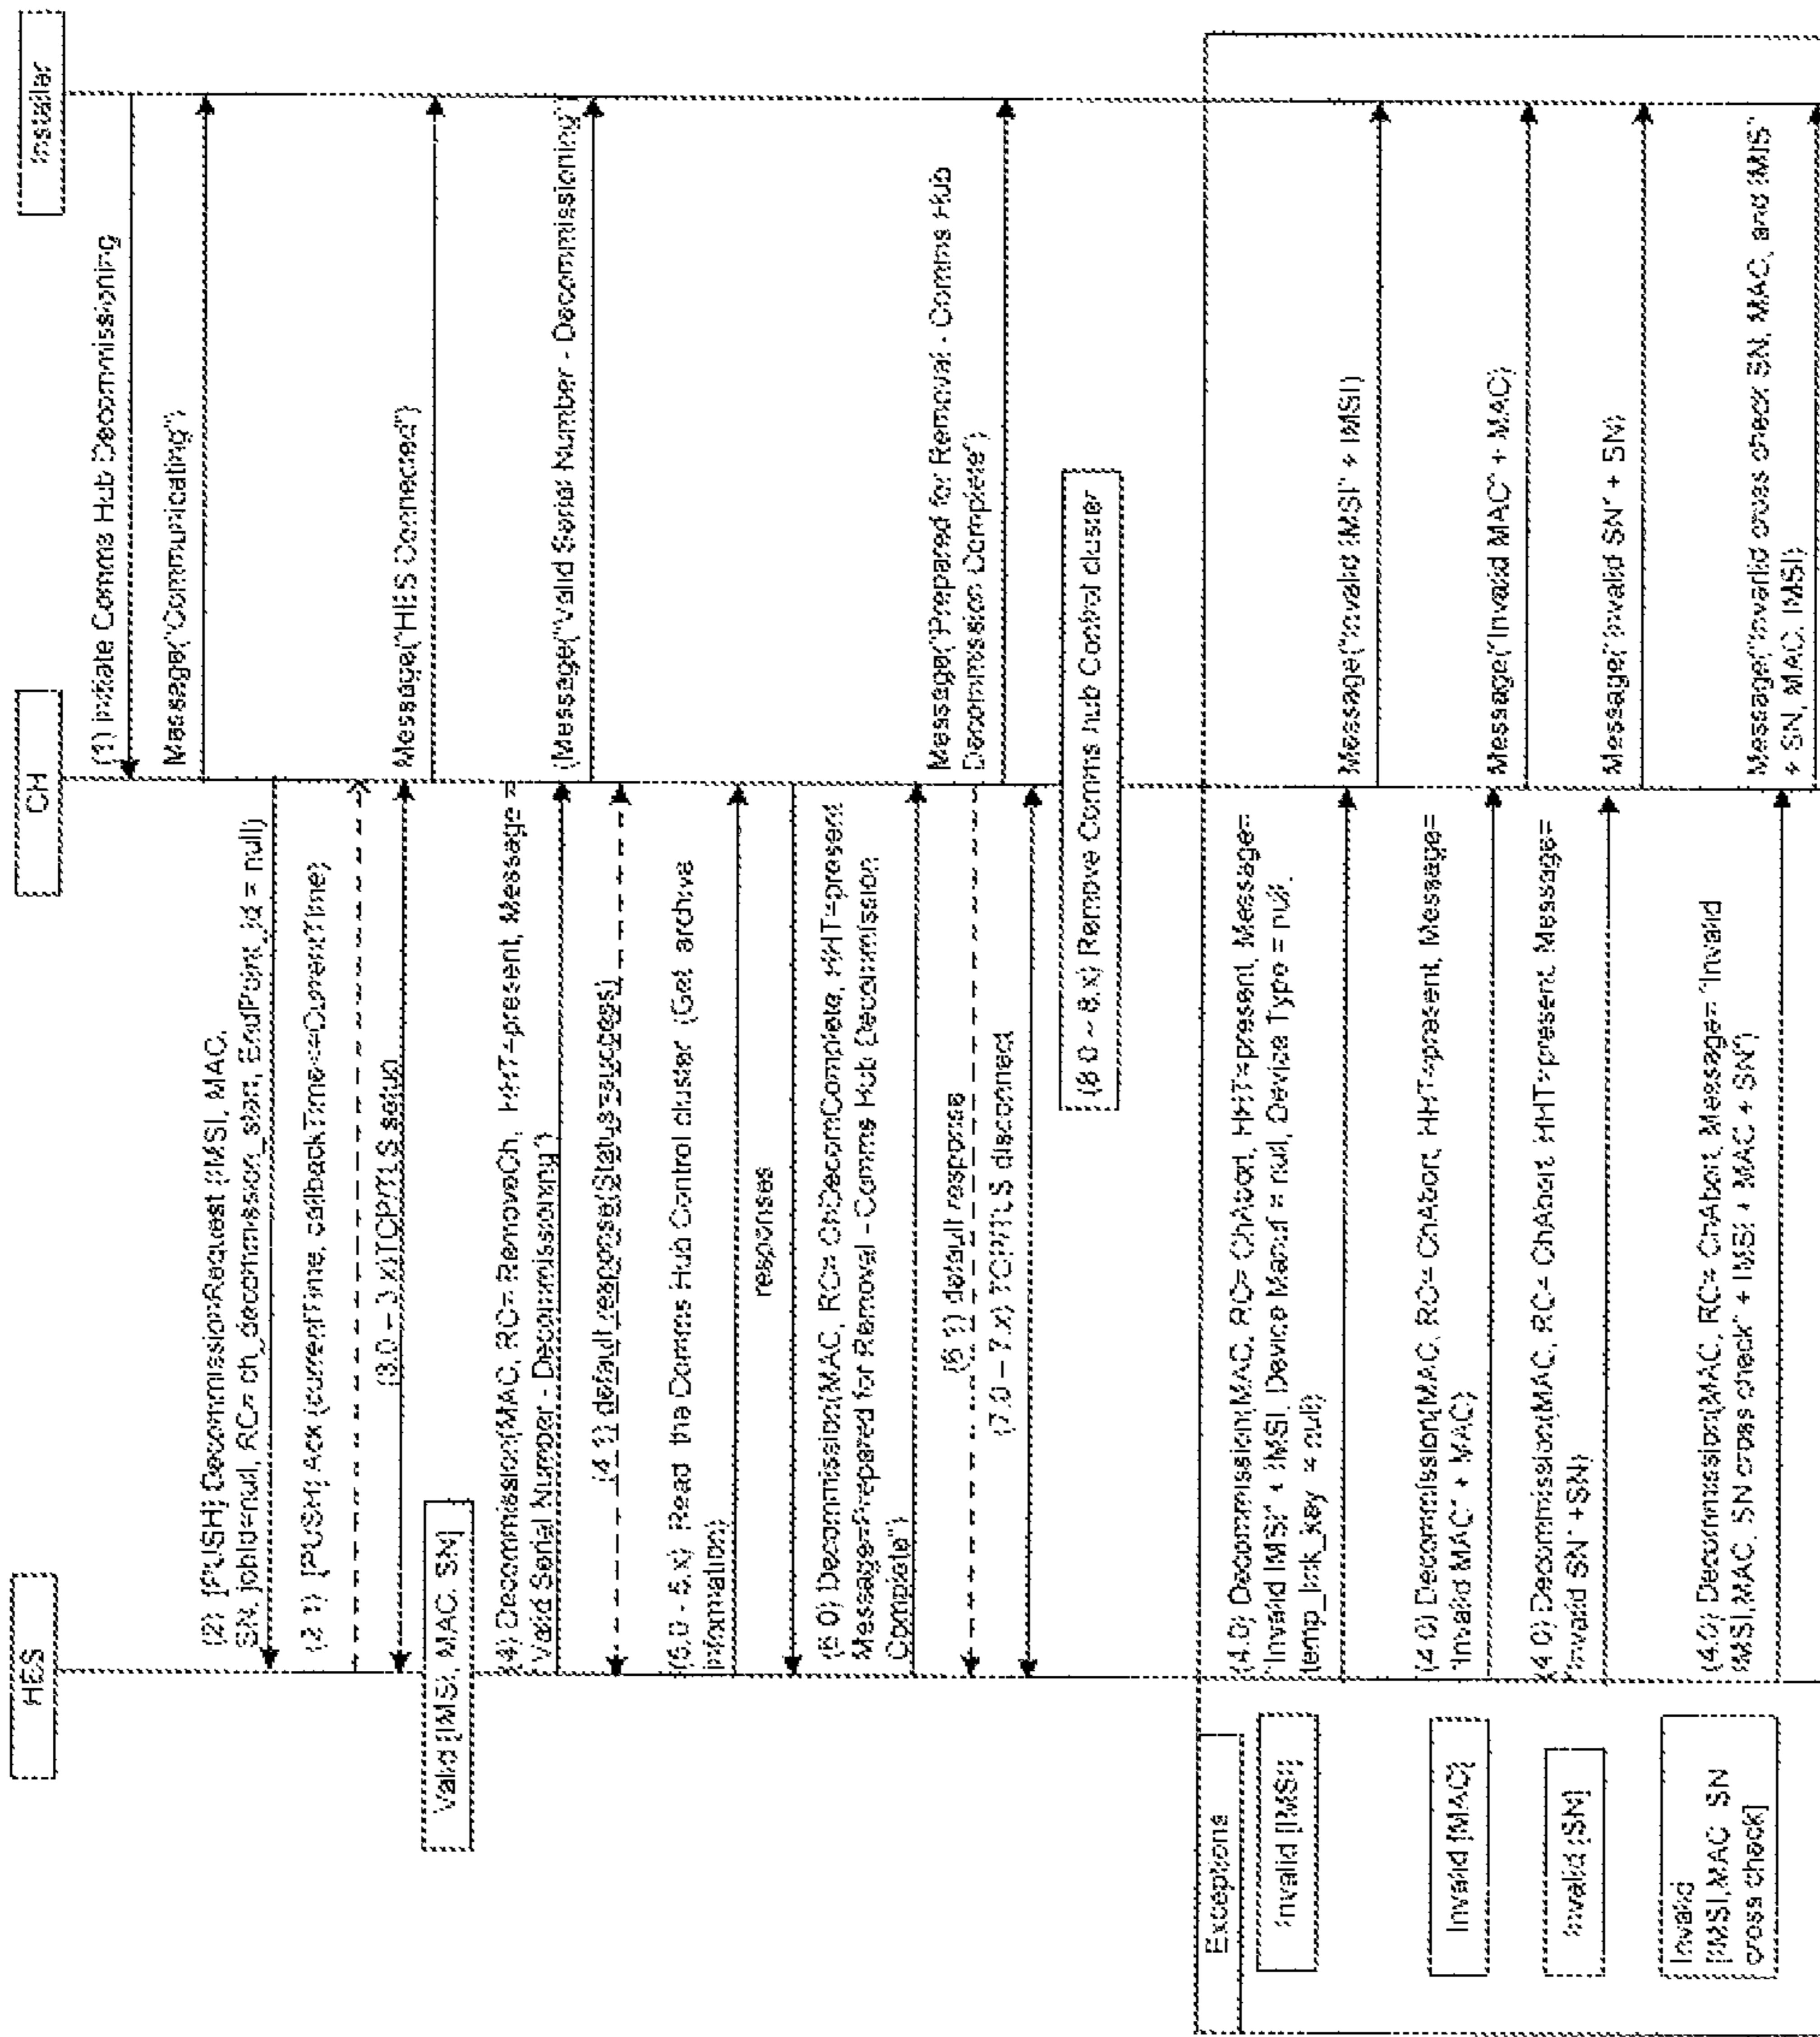 HES
CH
Installer
(1) Initiate Comms Hub Decommissioning
Message("Communicating")
(2) [PUSH] DecommissionRequest (IMSI, MAC,
SN, jobId=null, RC= ch_decommission_start, EndPoint_id = null)
(2.1) [PUSH] Ack (currentTime, callbackTime<=CurrentTime)
(3.0 – 3.x)TCP/TLS setup
Message("HES Connected")
Valid [IMSI, MAC, SN]
(4) Decommission(MAC, RC= RemoveCh, HHT=present, Message =
"Valid Serial Number - Decommissioning")
(Message("Valid Serial Number - Decommissioning"
(4.1) default response(Status=success)
(5.0 - 5.x) Read the Comms Hub Control cluster (Get archive
information)
responses
(6.0) Decommission(MAC, RC= ChDecomComplete, HHT=present
Message=Prepared for Removal - Comms Hub Decommission
Complete")
Message("Prepared for Removal - Comms Hub
Decommission Complete")
(6.1) default response
(7.0 – 7.x) TCP/TLS disconnect
(8.0 ~ 8.x) Remove Comms hub Control cluster
Exceptions
Invalid [IMSI]
(4.0) Decommission(MAC, RC= ChAbort, HHT=present, Message=
"Invalid IMSI" + IMSI, Device Manuf = null, Device Type = null,
temp_link_key = null)
Message("Invalid IMSI" + IMSI)
Invalid [MAC]
(4.0) Decommission(MAC, RC= ChAbort, HHT=present, Message=
"Invalid MAC" + MAC)
Message("Invalid MAC" + MAC)
Invalid [SN]
(4.0) Decommission(MAC, RC= ChAbort, HHT=present, Message=
"Invalid SN" +SN)
Message("Invalid SN" + SN)
Invalid
[IMSI,MAC, SN
cross check]
(4.0) Decommission(MAC, RC= ChAbort, Message= "Invalid
IMSI,MAC, SN cross check" + IMSI + MAC + SN")
Message("Invalid cross check SN, MAC, and IMIS"
+ SN, MAC, IMSI)